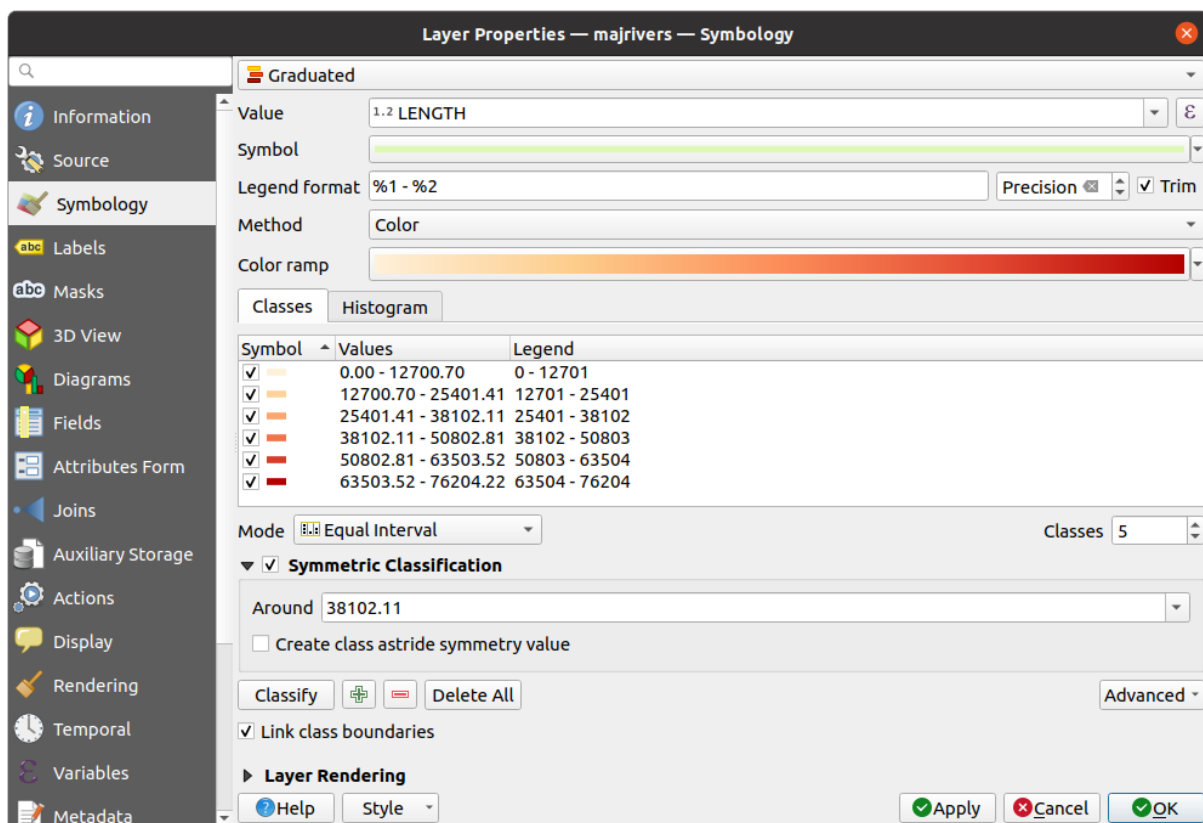 Layer Properties — majrivers — Symbology
Information
Source
Symbology
abc Labels
abc Masks
3D View
Diagrams
Fields
Attributes Form
Joins
Auxiliary Storage
Actions
Display
Rendering
Temporal
ε Variables
Metadata
Graduated
Value 1.2 LENGTH ε
Symbol
Legend format %1 - %2 Precision Trim
Method Color
Color ramp
Classes Histogram
Symbol Values Legend
0.00 - 12700.70 0 - 12701
12700.70 - 25401.41 12701 - 25401
25401.41 - 38102.11 25401 - 38102
38102.11 - 50802.81 38102 - 50803
50802.81 - 63503.52 50803 - 63504
63503.52 - 76204.22 63504 - 76204
Mode Equal Interval Classes 5
Symmetric Classification
Around 38102.11
Create class astride symmetry value
Classify Delete All Advanced
Link class boundaries
Layer Rendering
Help Style Apply Cancel OK